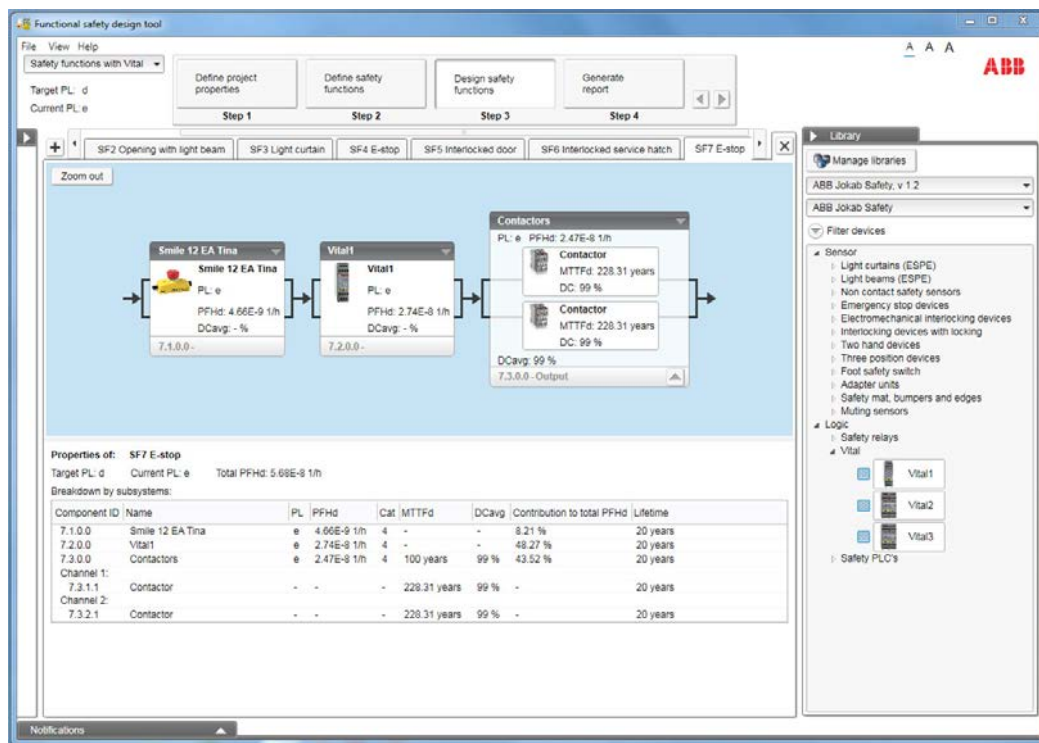 Functional safety design tool
File View Help
A A A
ABB
Safety functions with Vital
Target PL: d
Current PL: e
Define project properties
Step 1
Define safety functions
Step 2
Design safety functions
Step 3
Generate report
Step 4
SF2 Opening with light beam
SF3 Light curtain
SF4 E-stop
SF5 Interlocked door
SF6 Interlocked service hatch
SF7 E-stop
Zoom out
Smile 12 EA Tina
Smile 12 EA Tina
PL: e
PFHd: 4.66E-9 1/h
DCavg: - %
7.1.0.0 -
Vital1
Vital1
PL: e
PFHd: 2.74E-8 1/h
DCavg: - %
7.2.0.0 -
Contactors
PL: e PFHd: 2.47E-8 1/h
Contactor
MTTFd: 228.31 years
DC: 99 %
Contactor
MTTFd: 228.31 years
DC: 99 %
DCavg: 99 %
7.3.0.0 - Output
Properties of: SF7 E-stop
Target PL: d Current PL: e Total PFHd: 5.68E-8 1/h
Breakdown by subsystems:
Component ID Name PL PFHd Cat MTTFd DCavg Contribution to total PFHd Lifetime
7.1.0.0 Smile 12 EA Tina e 4.66E-9 1/h 4 - - 8.21 % 20 years
7.2.0.0 Vital1 e 2.74E-8 1/h 4 - - 48.27 % 20 years
7.3.0.0 Contactors e 2.47E-8 1/h 4 100 years 99 % 43.52 % 20 years
Channel 1:
7.3.1.1 Contactor - - - 228.31 years 99 % - 20 years
Channel 2:
7.3.2.1 Contactor - - - 228.31 years 99 % - 20 years
Library
Manage libraries
ABB Jokab Safety, v 1.2
ABB Jokab Safety
Filter devices
Sensor
Light curtains (ESPE)
Light beams (ESPE)
Non contact safety sensors
Emergency stop devices
Electromechanical interlocking devices
Interlocking devices with locking
Two hand devices
Three position devices
Foot safety switch
Adapter units
Safety mat, bumpers and edges
Muting sensors
Logic
Safety relays
Vital
Vital1
Vital2
Vital3
Safety PLC's
Notifications